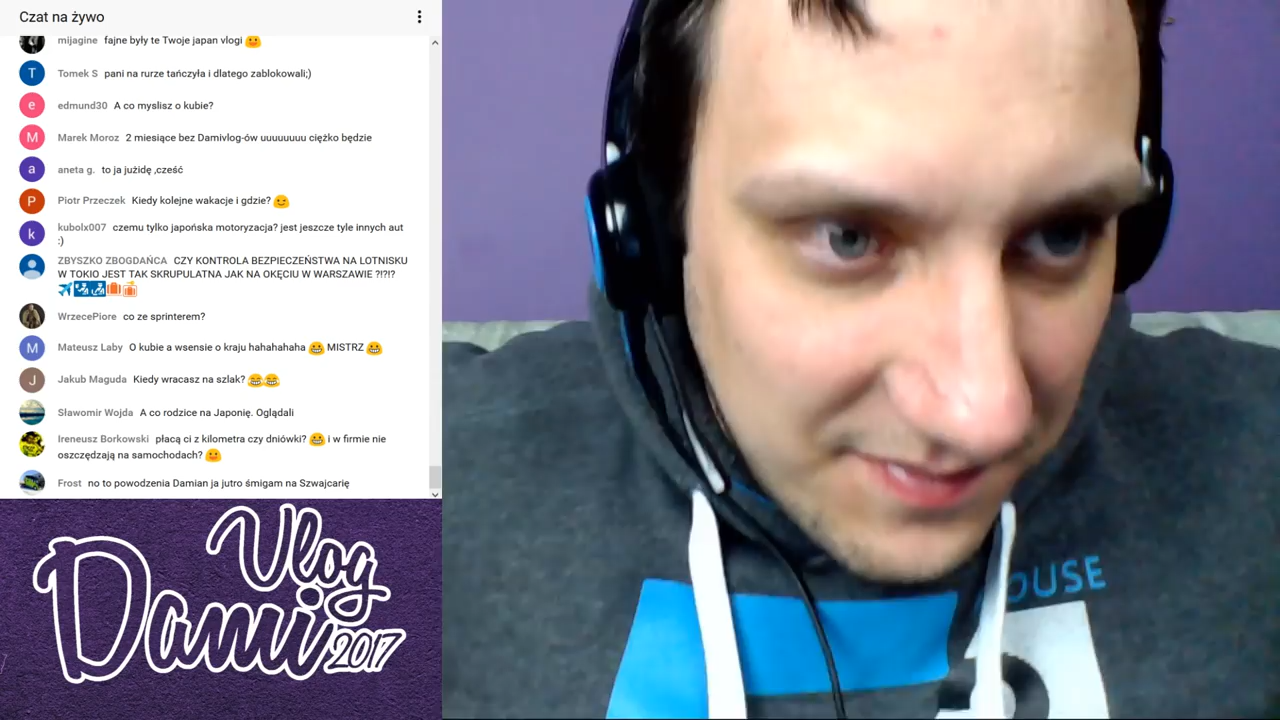 Czat na żywo
mijagine fajne były te Twoje japan vlogi
T Tomek S pani na rurze tańczyła i dlatego zablokowali;)
e edmund30 A co myslisz o kubie?
M Marek Moroz 2 miesiące bez Damivlog-ów uuuuuuuu ciężko będzie
a aneta g. to ja jużidę ,cześć
P Piotr Przeczek Kiedy kolejne wakacje i gdzie? 😉
k kubolx007 czemu tylko japońska motoryzacja? jest jeszcze tyle innych aut
:)
ZBYSZKO ZBOGDAŃCA CZY KONTROLA BEZPIECZEŃSTWA NA LOTNISKU
W TOKIO JEST TAK SKRUPULATNA JAK NA OKĘCIU W WARSZAWIE ?!?!?
WrzecePiore co ze sprinterem?
M Mateusz Laby O kubie a wsensie o kraju hahahahaha 😁 MISTRZ 😁
J Jakub Maguda Kiedy wracasz na szlak? 😂😂
Sławomir Wojda A co rodzice na Japonię. Oglądali
Ireneusz Borkowski płacą ci z kilometra czy dniówki? 😁 i w firmie nie
oszczędzają na samochodach?
Frost no to powodzenia Damian ja jutro śmigam na Szwajcarię
Vlog
Dami
2017
OUSE